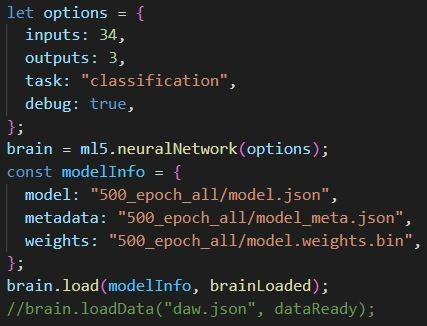 let options = {
  inputs: 34,
  outputs: 3,
  task: "classification",
  debug: true,
};
brain = ml5.neuralNetwork(options);
const modelInfo = {
  model: "500_epoch_all/model.json",
  metadata: "500_epoch_all/model_meta.json",
  weights: "500_epoch_all/model.weights.bin",
};
brain.load(modelInfo, brainLoaded);
//brain.loadData("daw.json", dataReady);